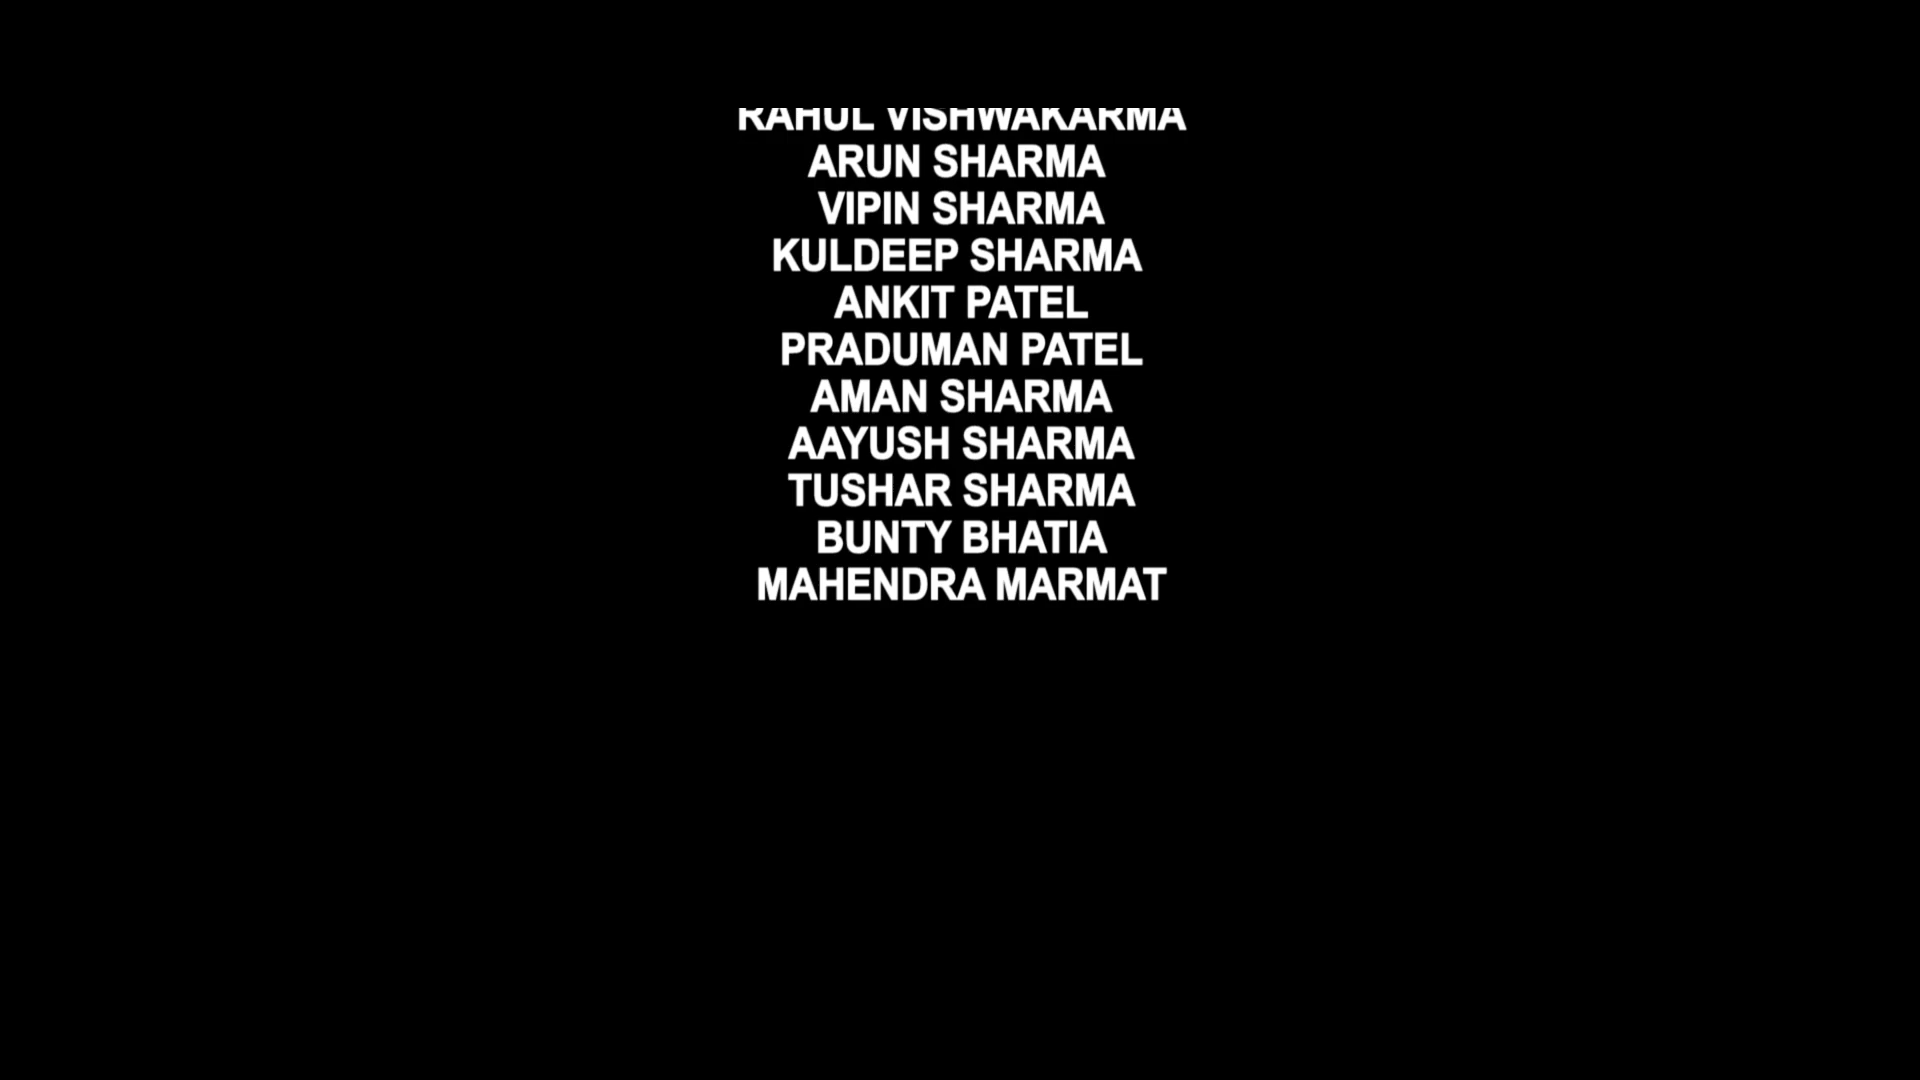 RAHUL VISHWAKARMA
ARUN SHARMA
VIPIN SHARMA
KULDEEP SHARMA
ANKIT PATEL
PRADUMAN PATEL
AMAN SHARMA
AAYUSH SHARMA
TUSHAR SHARMA
BUNTY BHATIA
MAHENDRA MARMAT